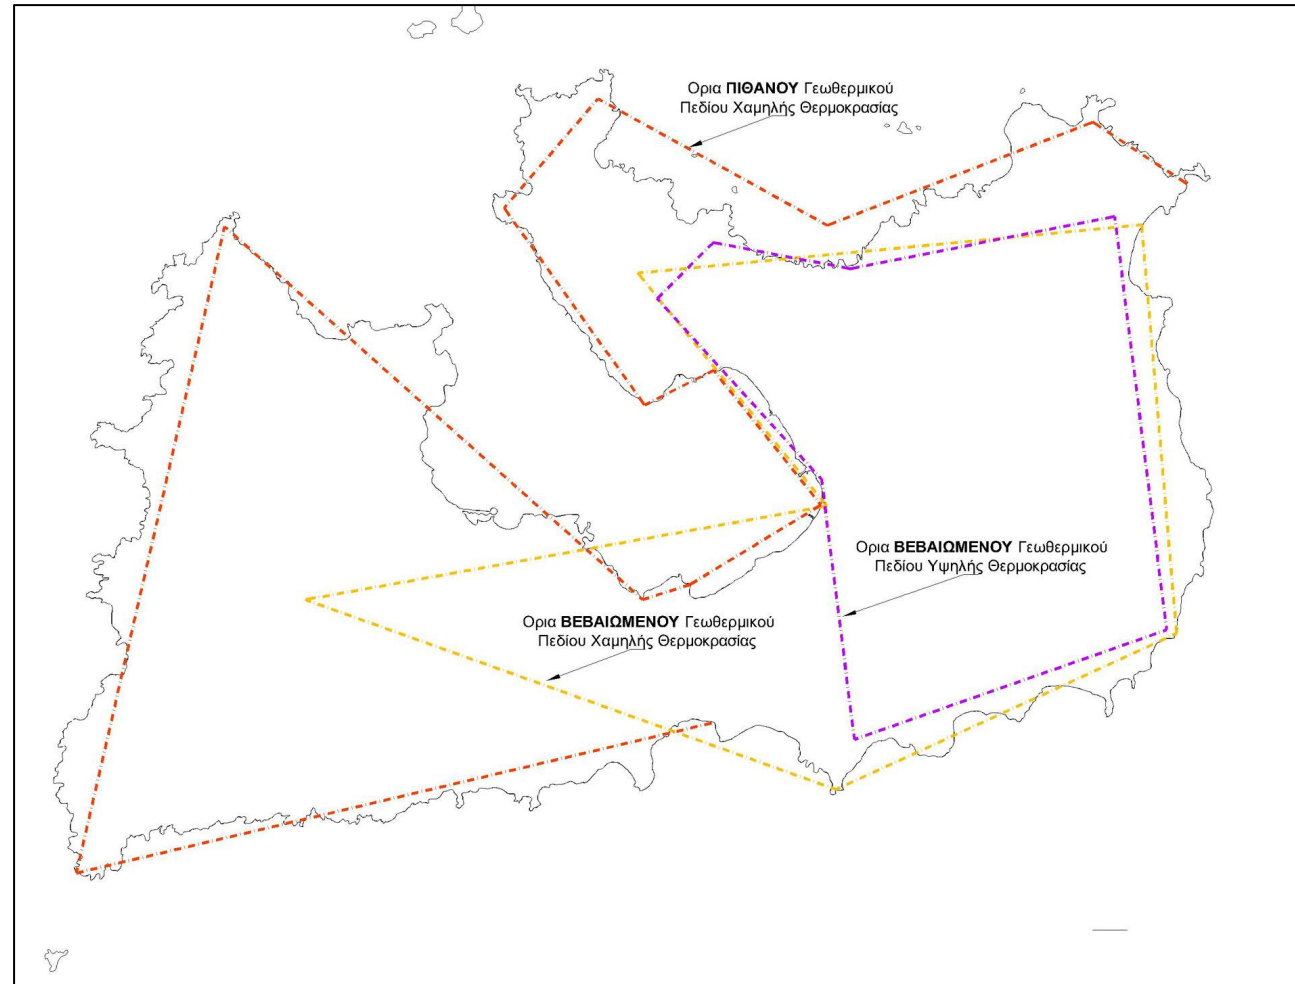 Ορια ΠΙΘΑΝΟΥ Γεωθερμικού
Πεδίου Χαμηλής Θερμοκρασίας
Ορια ΒΕΒΑΙΩΜΕΝΟΥ Γεωθερμικού
Πεδίου Υψηλής Θερμοκρασίας
Ορια ΒΕΒΑΙΩΜΕΝΟΥ Γεωθερμικού
Πεδίου Χαμηλής Θερμοκρασίας